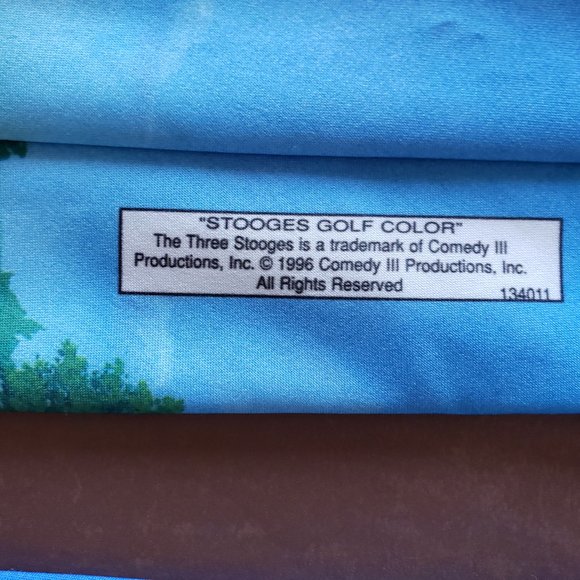 "STOOGES GOLF COLOR"
The Three Stooges is a trademark of Comedy III
Productions, Inc. © 1996 Comedy III Productions, Inc.
All Rights Reserved
134011